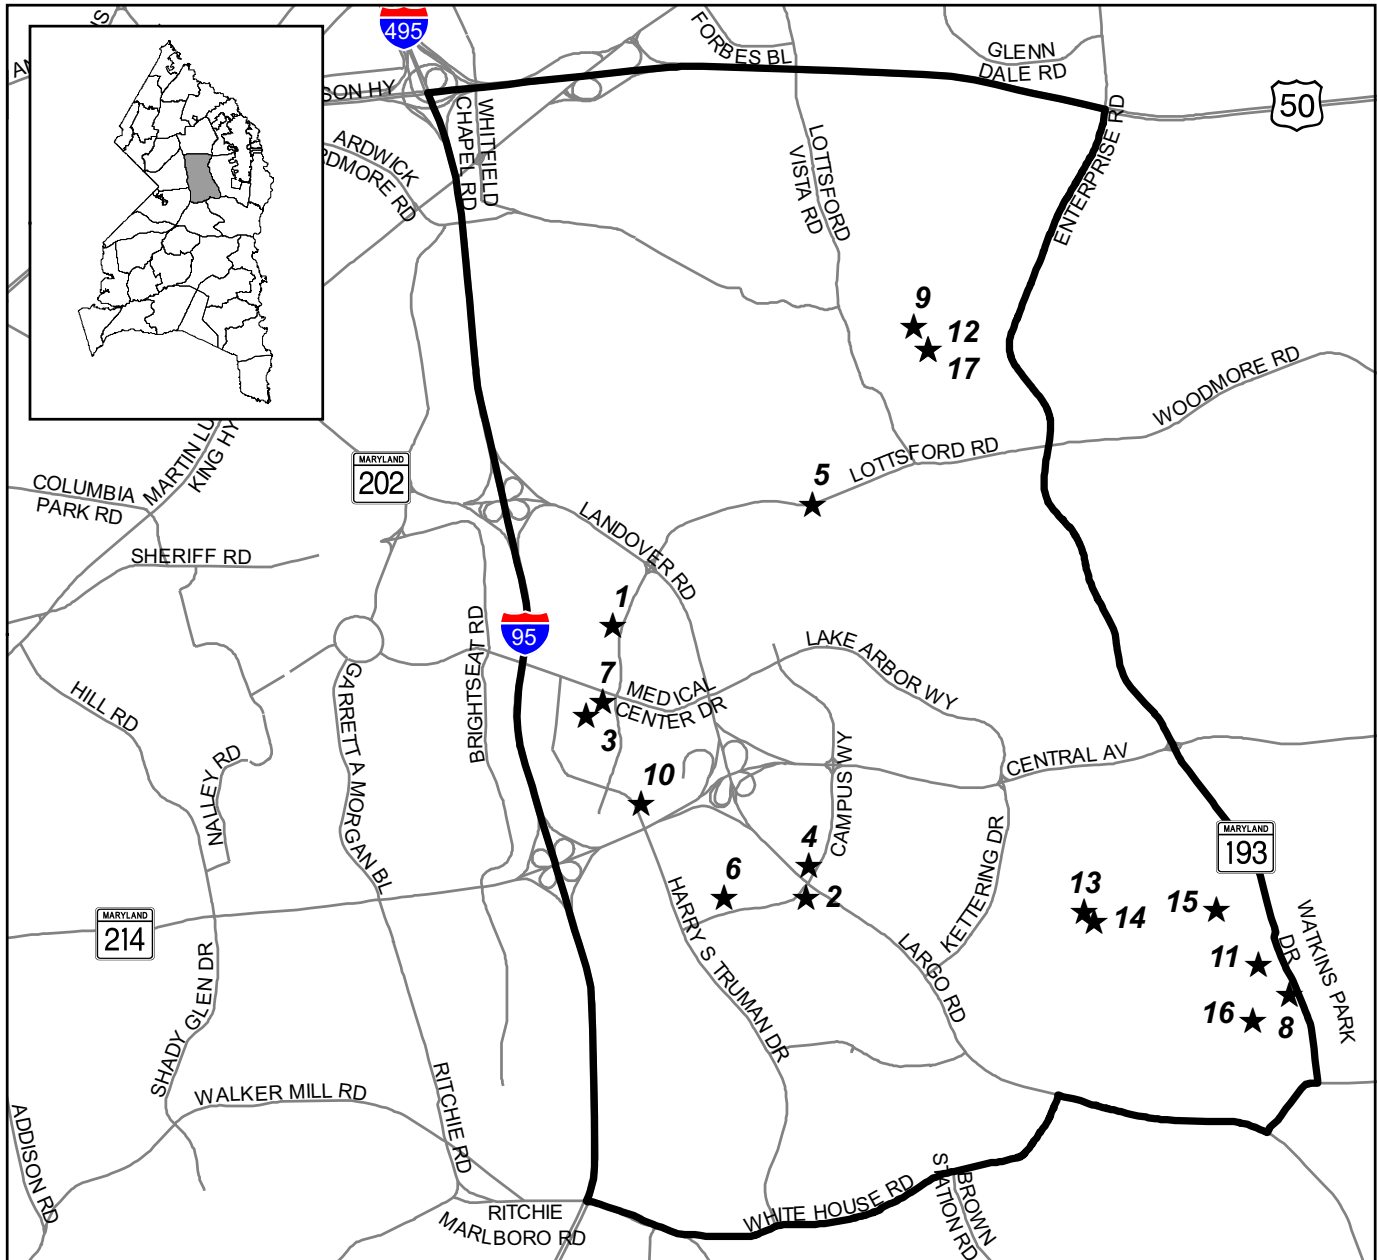 495
FORBES BL
GLENN
DALE RD
50
SON HY
CHAPEL RD
WHITFIELD
ARDWICK
RDMORE RD
LOTTSFORD
VISTA RD
ENTERPRISE RD
9
12
17
WOODMORE RD
MARTIN LU
KING HY
MARYLAND
202
COLUMBIA
PARK RD
5
LOTTSFORD RD
LANDOVER RD
SHERIFF RD
1
95
BRIGHTSEAT RD
LAKE ARBOR WY
7
MEDICAL
CENTER DR
3
HILL RD
GARRETT A MORGAN BL
NALLEY RD
CAMPUS WY
CENTRAL AV
10
MARYLAND
193
4
KETTERING DR
6
2
HARRY S TRUMAN DR
13
14
15
WATKINS PARK
DR
MARYLAND
214
11
LARGO RD
16
8
SHADY GLEN DR
WALKER MILL RD
RITCHIE RD
ADDISON RD
RITCHIE
MARLBORO RD
WHITE HOUSE RD
BROWN
STATION RD